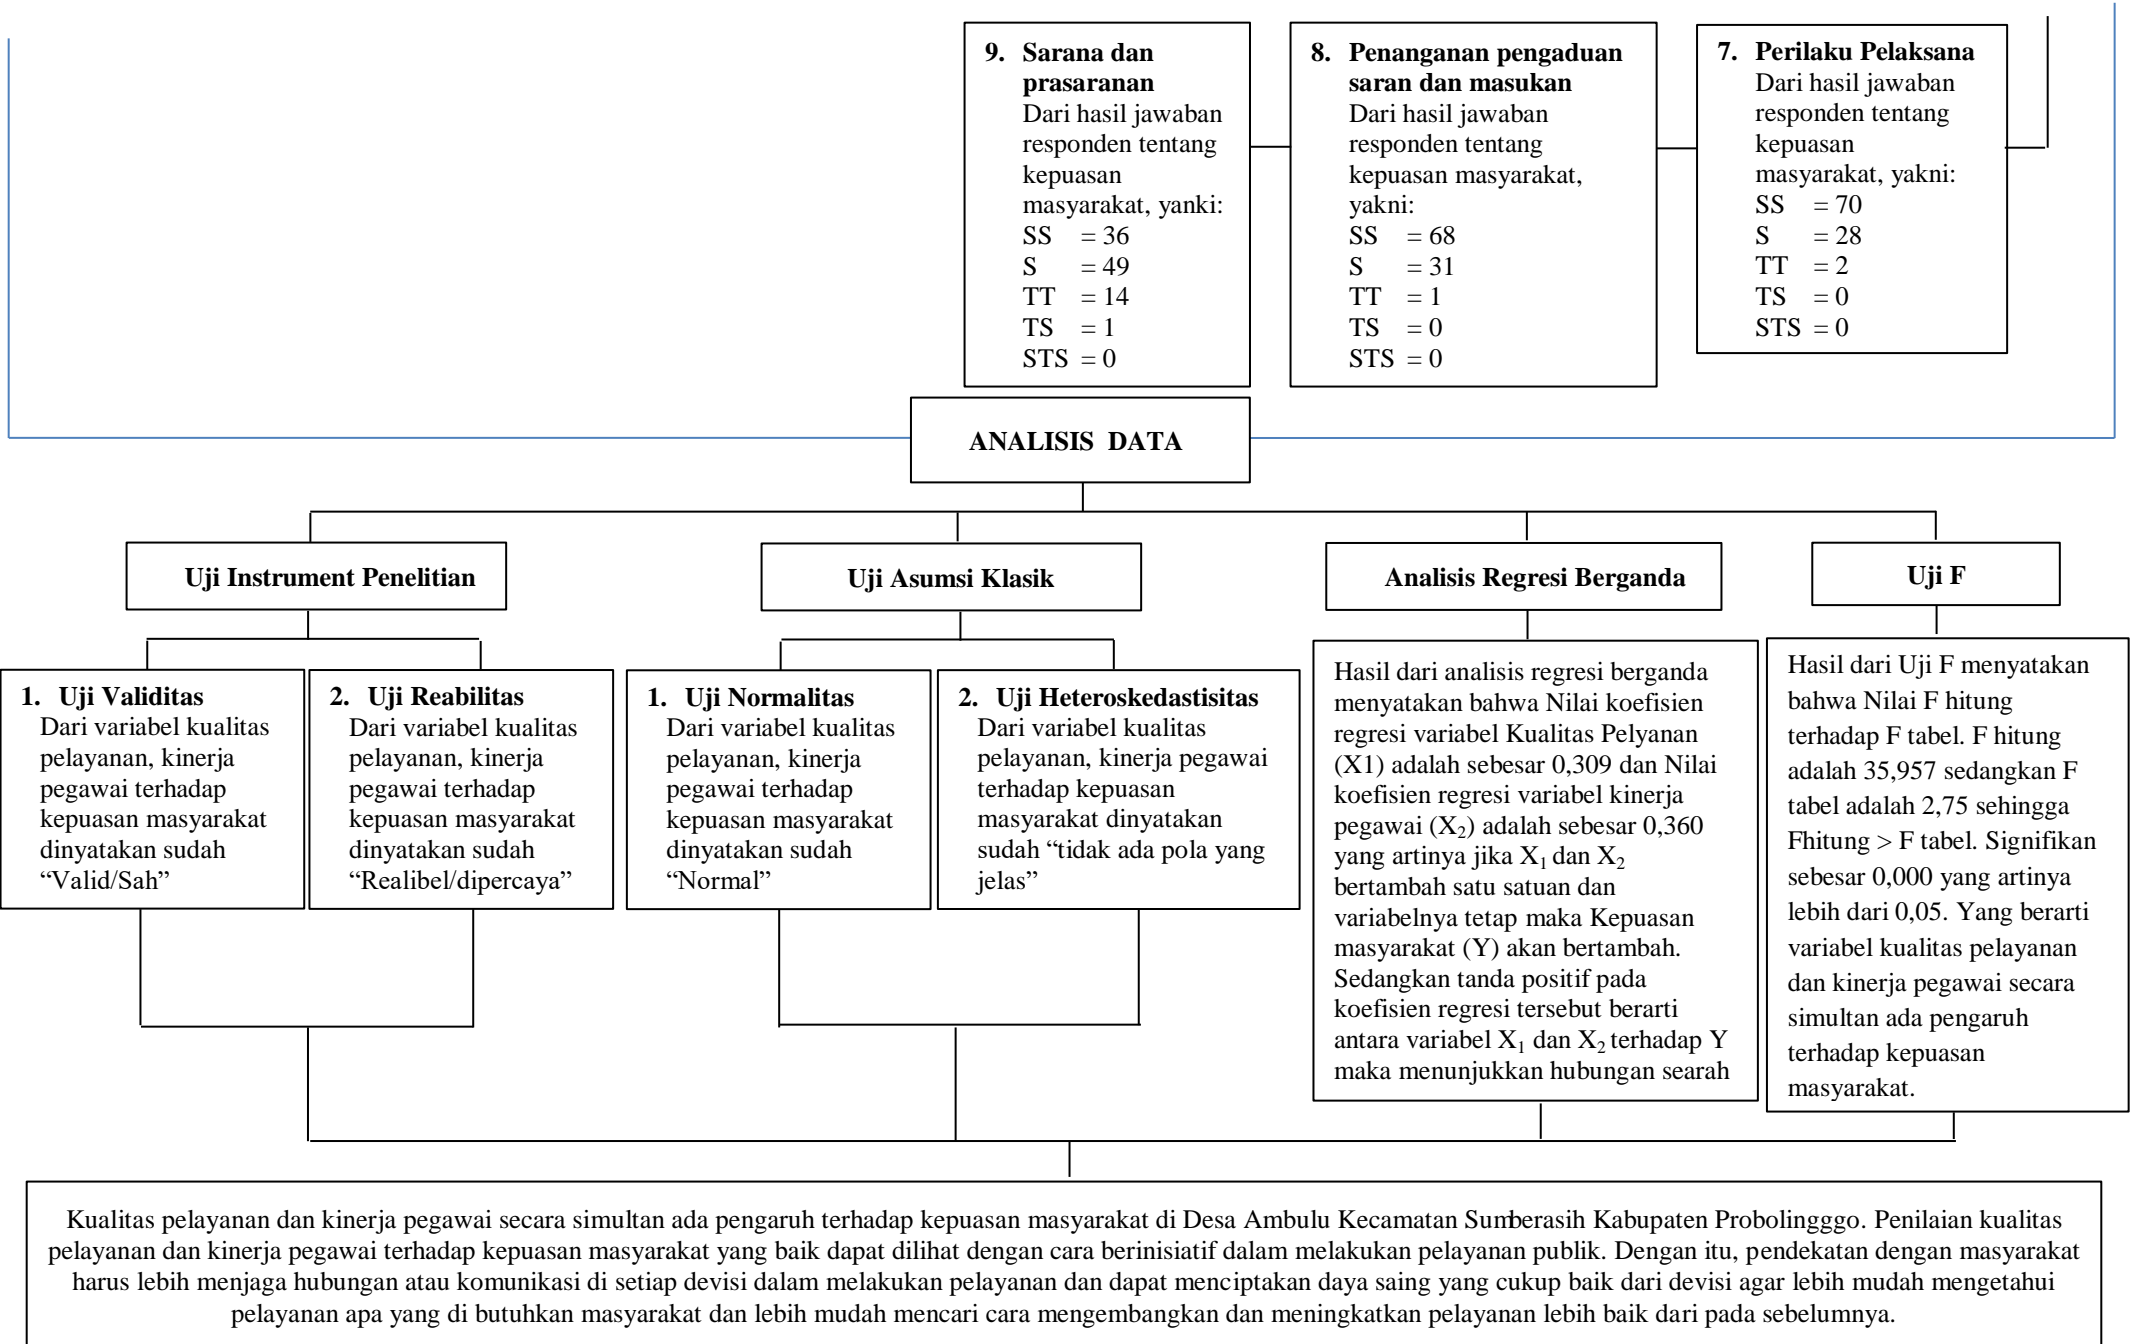 9. Sarana dan
prasaranan
Dari hasil jawaban
responden tentang
kepuasan
masyarakat, yanki:
SS = 36
S = 49
TT = 14
TS = 1
STS = 0
8. Penanganan pengaduan
saran dan masukan
Dari hasil jawaban
responden tentang
kepuasan masyarakat,
yakni:
SS = 68
S = 31
TT = 1
TS = 0
STS = 0
7. Perilaku Pelaksana
Dari hasil jawaban
responden tentang
kepuasan
masyarakat, yakni:
SS = 70
S = 28
TT = 2
TS = 0
STS = 0
ANALISIS DATA
Uji Instrument Penelitian
Uji Asumsi Klasik
Analisis Regresi Berganda
Uji F
1. Uji Validitas
Dari variabel kualitas
pelayanan, kinerja
pegawai terhadap
kepuasan masyarakat
dinyatakan sudah
“Valid/Sah”
2. Uji Reabilitas
Dari variabel kualitas
pelayanan, kinerja
pegawai terhadap
kepuasan masyarakat
dinyatakan sudah
“Realibel/dipercaya”
1. Uji Normalitas
Dari variabel kualitas
pelayanan, kinerja
pegawai terhadap
kepuasan masyarakat
dinyatakan sudah
“Normal”
2. Uji Heteroskedastisitas
Dari variabel kualitas
pelayanan, kinerja pegawai
terhadap kepuasan
masyarakat dinyatakan
sudah “tidak ada pola yang
jelas”
Hasil dari analisis regresi berganda
menyatakan bahwa Nilai koefisien
regresi variabel Kualitas Pelyanan
(X1) adalah sebesar 0,309 dan Nilai
koefisien regresi variabel kinerja
pegawai (X₂) adalah sebesar 0,360
yang artinya jika X₁ dan X₂
bertambah satu satuan dan
variabelnya tetap maka Kepuasan
masyarakat (Y) akan bertambah.
Sedangkan tanda positif pada
koefisien regresi tersebut berarti
antara variabel X₁ dan X₂ terhadap Y
maka menunjukkan hubungan searah
Hasil dari Uji F menyatakan
bahwa Nilai F hitung
terhadap F tabel. F hitung
adalah 35,957 sedangkan F
tabel adalah 2,75 sehingga
Fhitung > F tabel. Signifikan
sebesar 0,000 yang artinya
lebih dari 0,05. Yang berarti
variabel kualitas pelayanan
dan kinerja pegawai secara
simultan ada pengaruh
terhadap kepuasan
masyarakat.
Kualitas pelayanan dan kinerja pegawai secara simultan ada pengaruh terhadap kepuasan masyarakat di Desa Ambulu Kecamatan Sumberasih Kabupaten Probolingggo. Penilaian kualitas
pelayanan dan kinerja pegawai terhadap kepuasan masyarakat yang baik dapat dilihat dengan cara berinisiatif dalam melakukan pelayanan publik. Dengan itu, pendekatan dengan masyarakat
harus lebih menjaga hubungan atau komunikasi di setiap devisi dalam melakukan pelayanan dan dapat menciptakan daya saing yang cukup baik dari devisi agar lebih mudah mengetahui
pelayanan apa yang di butuhkan masyarakat dan lebih mudah mencari cara mengembangkan dan meningkatkan pelayanan lebih baik dari pada sebelumnya.